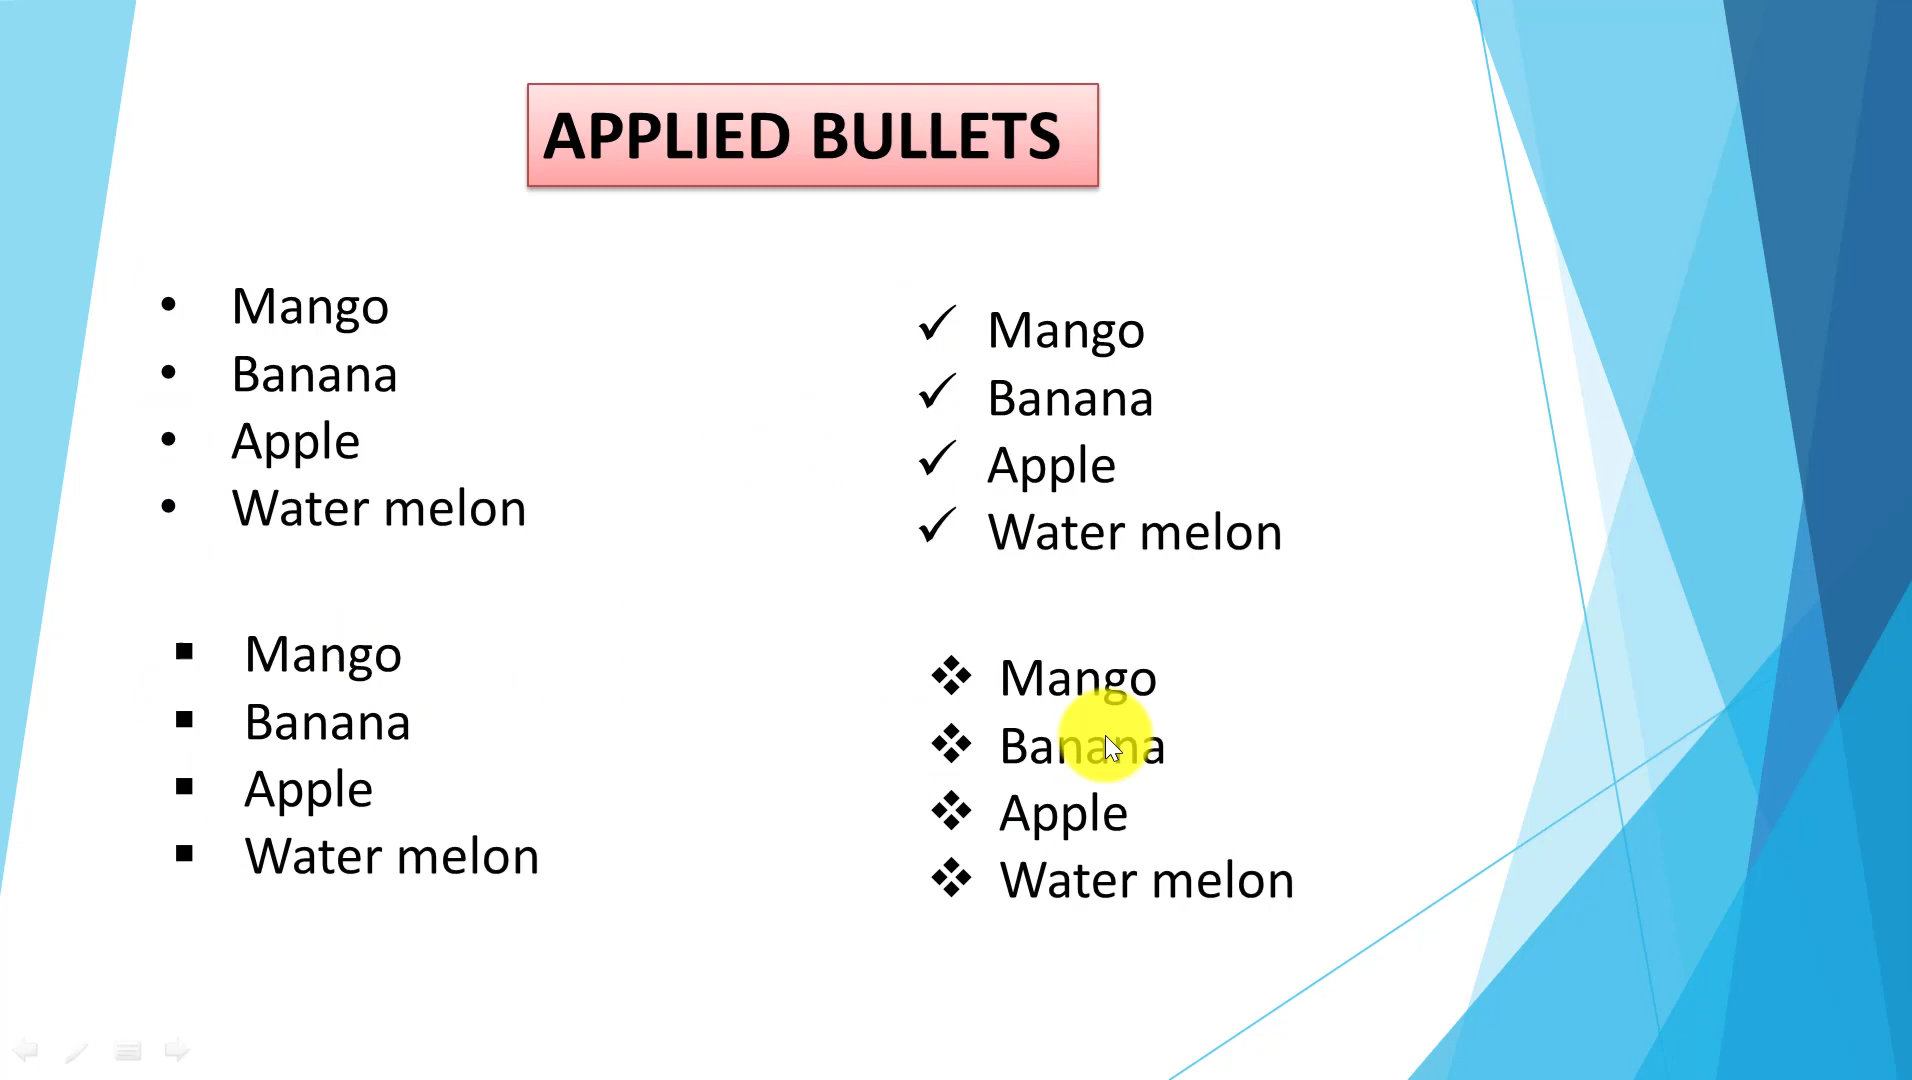 APPLIED BULLETS
• Mango
• Banana
• Apple
• Water melon
✓ Mango
✓ Banana
✓ Apple
✓ Water melon
▪ Mango
▪ Banana
▪ Apple
▪ Water melon
❖ Mango
❖ Banana
❖ Apple
❖ Water melon